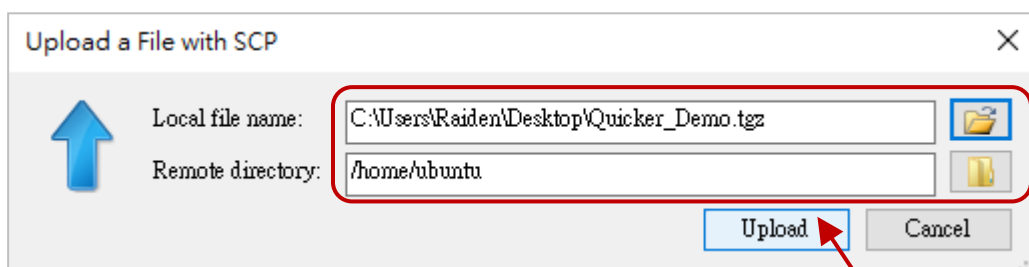 Upload a File with SCP
Local file name: C:\Users\Raiden\Desktop\Quicker_Demo.tgz
Remote directory: /home/ubuntu
Upload Cancel